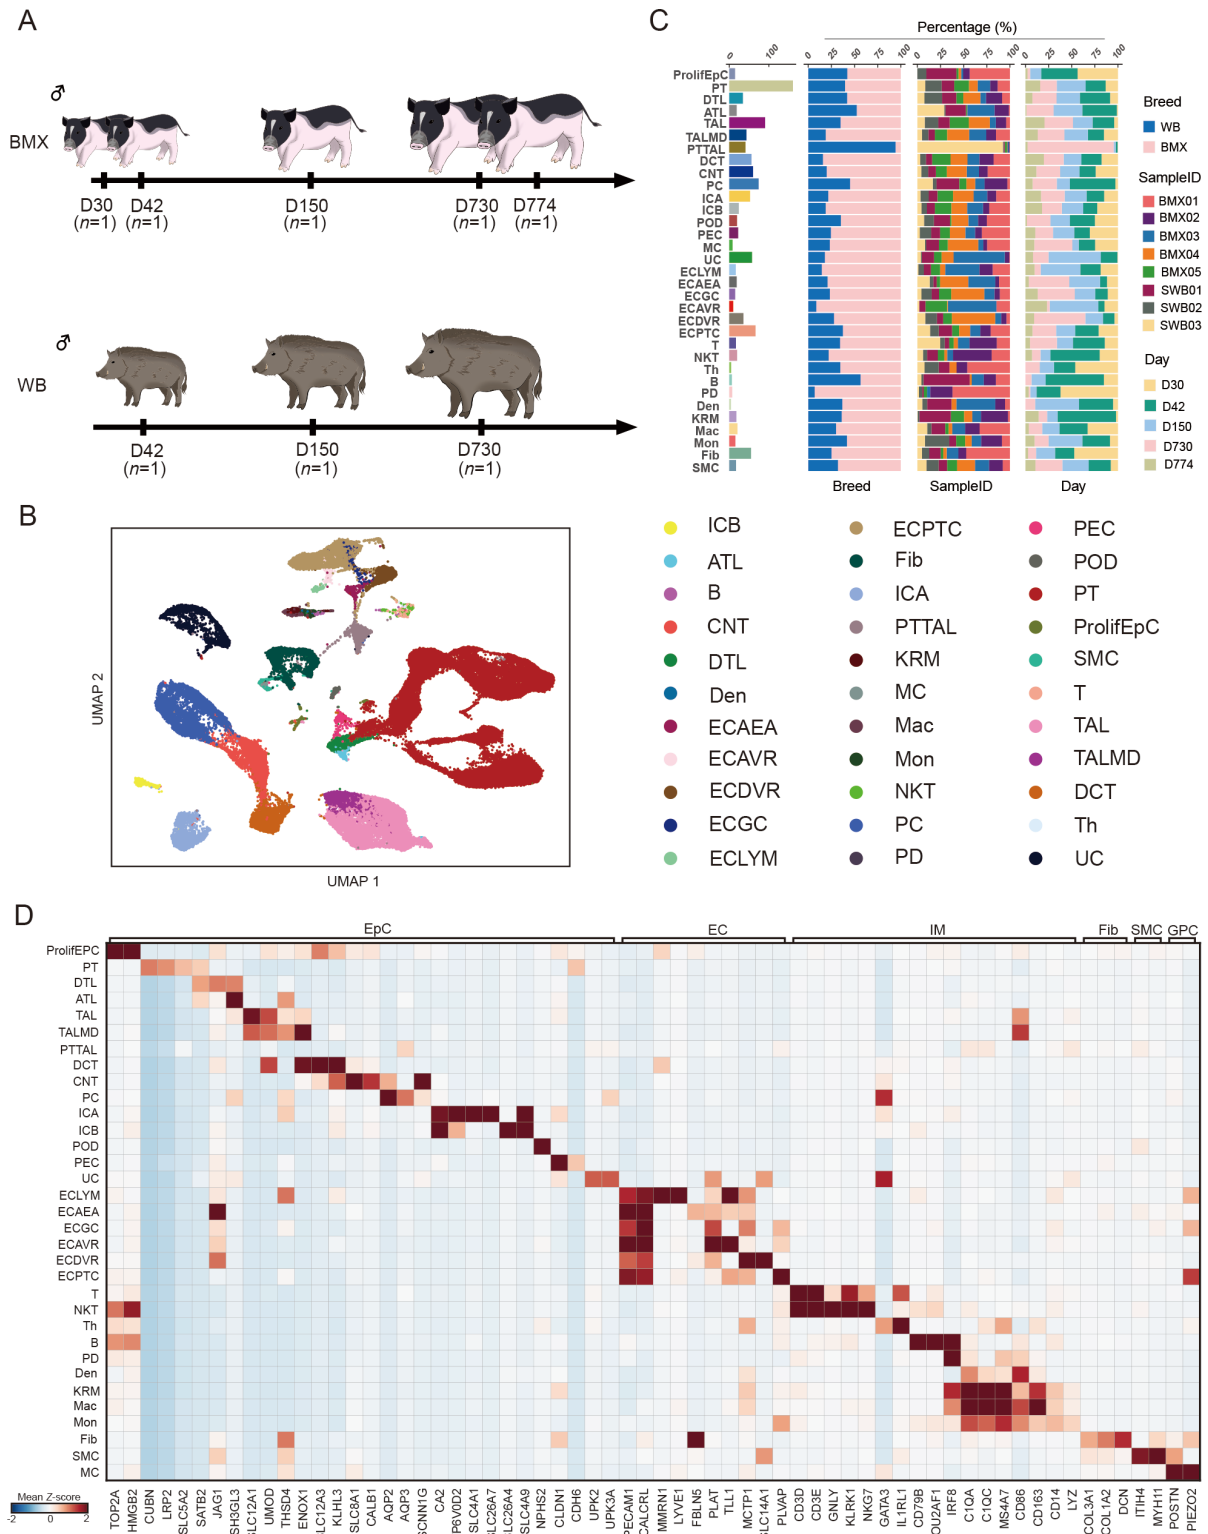 A
♂
BMX
D30 D42 D150 D730 D774
(n=1) (n=1) (n=1) (n=1) (n=1)
♂
WB
D42 D150 D730
(n=1) (n=1) (n=1)
C
Percentage (%)
0 100 0 25 50 75 100 0 25 50 75 100 0 25 50 75 100
ProlifEpC
PT
DTL
ATL
TAL
TALMD
PTTAL
DCT
CNT
PC
ICA
ICB
POD
PEC
MC
UC
ECLYM
ECAEA
ECGC
ECAVR
ECDVR
ECPTC
T
NKT
Th
B
PD
Den
KRM
Mac
Mon
Fib
SMC
Breed SampleID Day
Breed
WB
BMX
SampleID
BMX01
BMX02
BMX03
BMX04
BMX05
SWB01
SWB02
SWB03
Day
D30
D42
D150
D730
D774
B
UMAP 2
UMAP 1
ICB
ATL
B
CNT
DTL
Den
ECAEA
ECAVR
ECDVR
ECGC
ECLYM
ECPTC
Fib
ICA
PTTAL
KRM
MC
Mac
Mon
NKT
PC
PD
PEC
POD
PT
ProlifEpC
SMC
T
TAL
TALMD
DCT
Th
UC
D
EpC EC IM Fib SMC GPC
ProlifEPC
PT
DTL
ATL
TAL
TALMD
PTTAL
DCT
CNT
PC
ICA
ICB
POD
PEC
UC
ECLYM
ECAEA
ECGC
ECAVR
ECDVR
ECPTC
T
NKT
Th
B
PD
Den
KRM
Mac
Mon
Fib
SMC
MC
Mean Z-score
-2 0 2
TOP2A
HMGB2
CUBN
LRP2
SLC5A2
SATB2
JAG1
SH3GL3
SLC12A1
UMOD
THSD4
ENOX1
SLC12A3
KLHL3
SLC8A1
CALB1
AQP2
AQP3
SCNN1G
CA2
P6V0D2
SLC4A1
SLC26A7
SLC26A4
SLC4A9
NPHS2
CLDN1
CDH6
UPK2
UPK3A
PECAM1
CALCRL
MMRN1
LYVE1
FBLN5
PLAT
TLL1
MCTP1
SLC14A1
PLVAP
CD3D
CD3E
GNLY
KLRK1
NKG7
GATA3
IL1RL1
CD79B
OU2AF1
IRF8
C1QA
C1QC
MS4A7
CD86
CD163
CD14
LYZ
COL3A1
COL1A2
DCN
ITIH4
MYH11
POSTN
PIEZO2